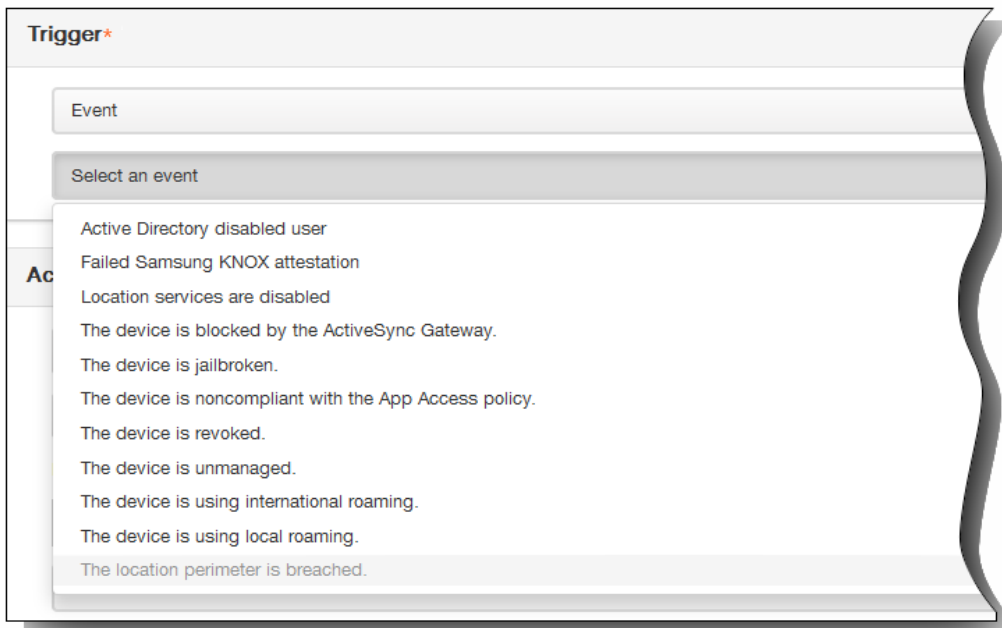 Trigger*
Event
Select an event
Active Directory disabled user
Failed Samsung KNOX attestation
Ac
Location services are disabled
The device is blocked by the ActiveSync Gateway.
The device is jailbroken.
The device is noncompliant with the App Access policy.
The device is revoked.
The device is unmanaged.
The device is using international roaming.
The device is using local roaming.
The location perimeter is breached.